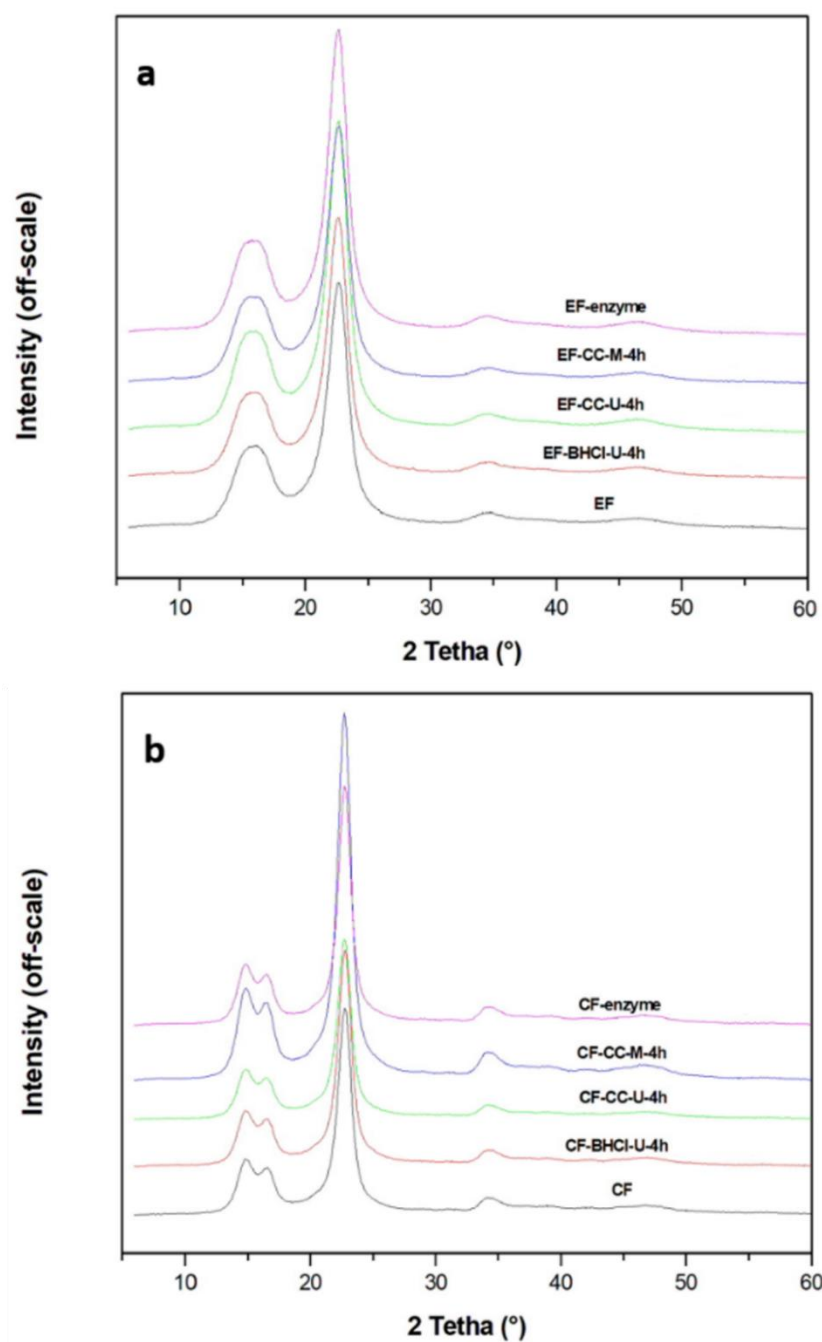 a
Intensity (off-scale)
EF-enzyme
EF-CC-M-4h
EF-CC-U-4h
EF-BHCl-U-4h
EF
10 20 30 40 50 60
2 Tetha (°)
b
Intensity (off-scale)
CF-enzyme
CF-CC-M-4h
CF-CC-U-4h
CF-BHCl-U-4h
CF
10 20 30 40 50 60
2 Tetha (°)